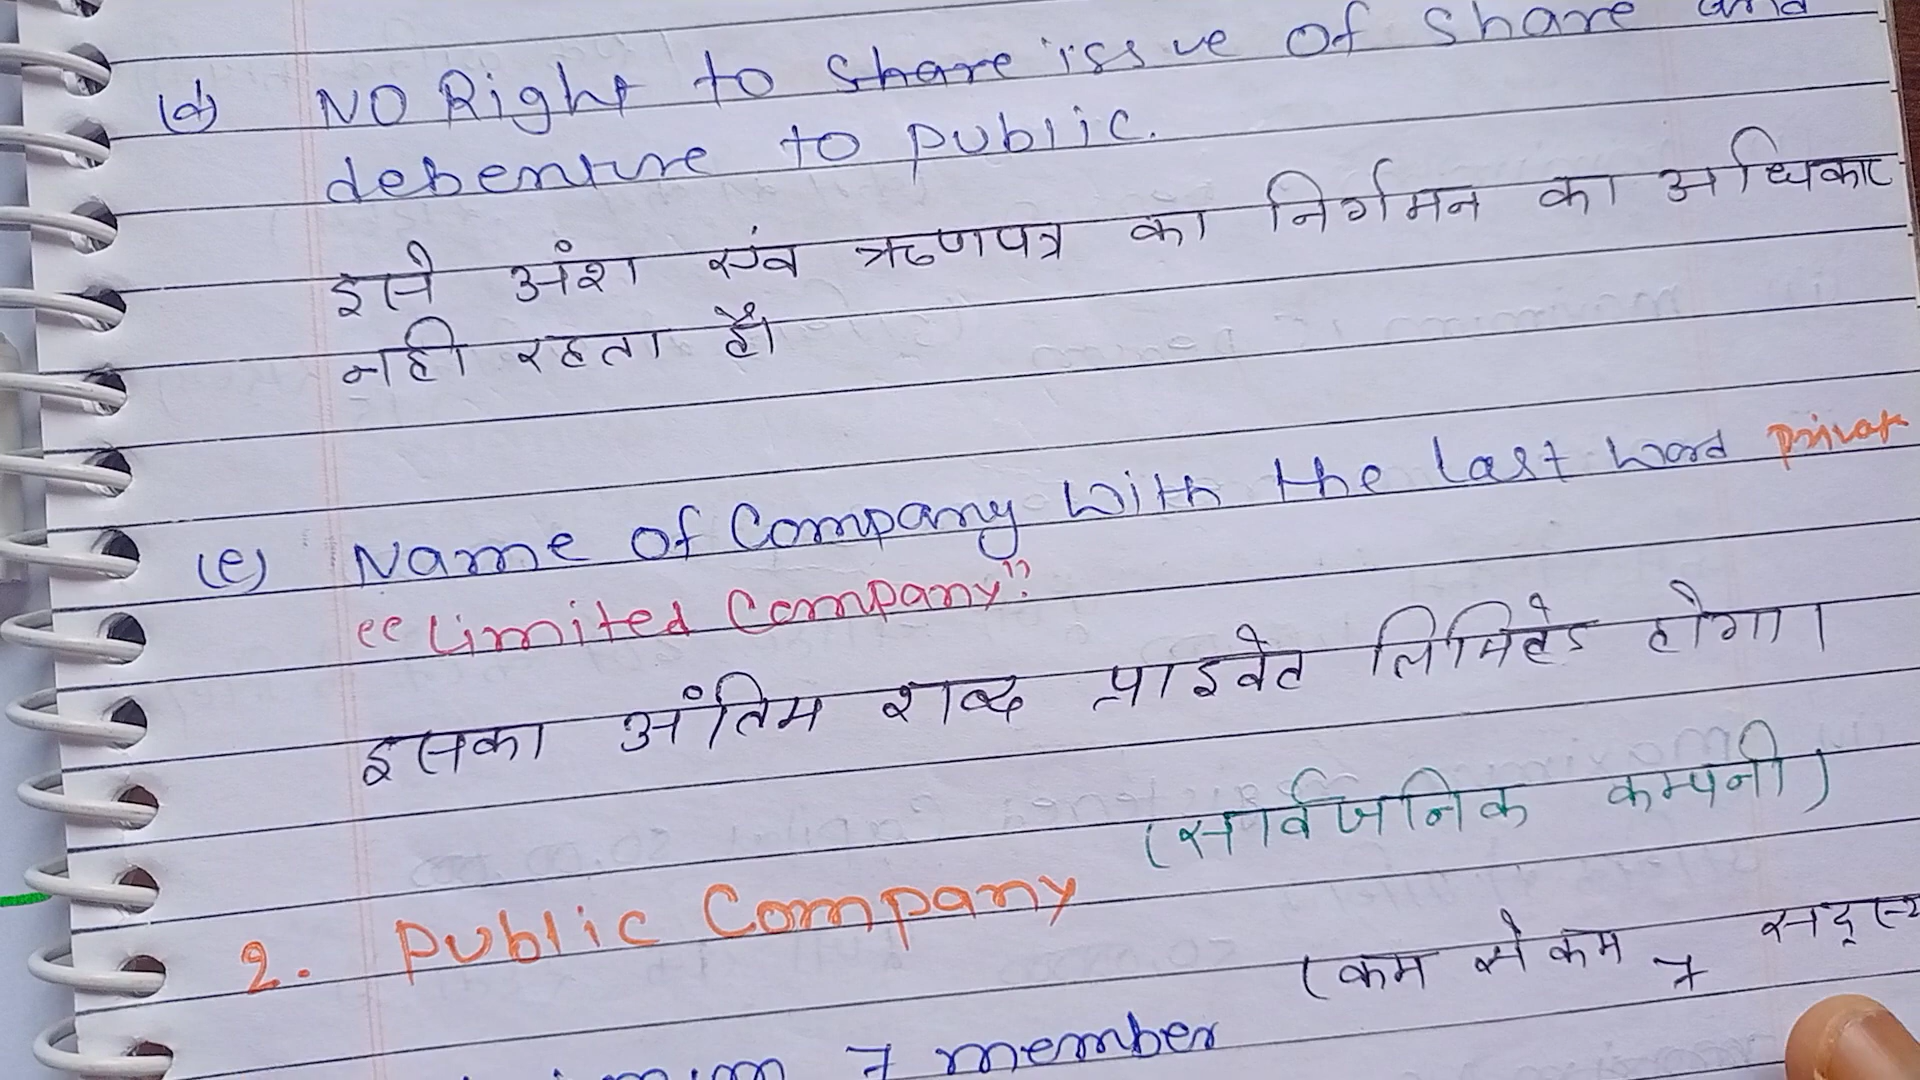 (d) NO Right to share issue of share and
debenture to public.
इसे अंश एंव ऋणपत्र का निर्गमन का अधिकार
नही रहता है।
(e) Name of Company with the last word privat
"Limited Company".
इसका अंतिम शब्द प्राइवेट लिमिटेड होगा।
(सार्वजनिक कम्पनी)
2. Public Company
(कम से कम 7 सदस्य
7 member